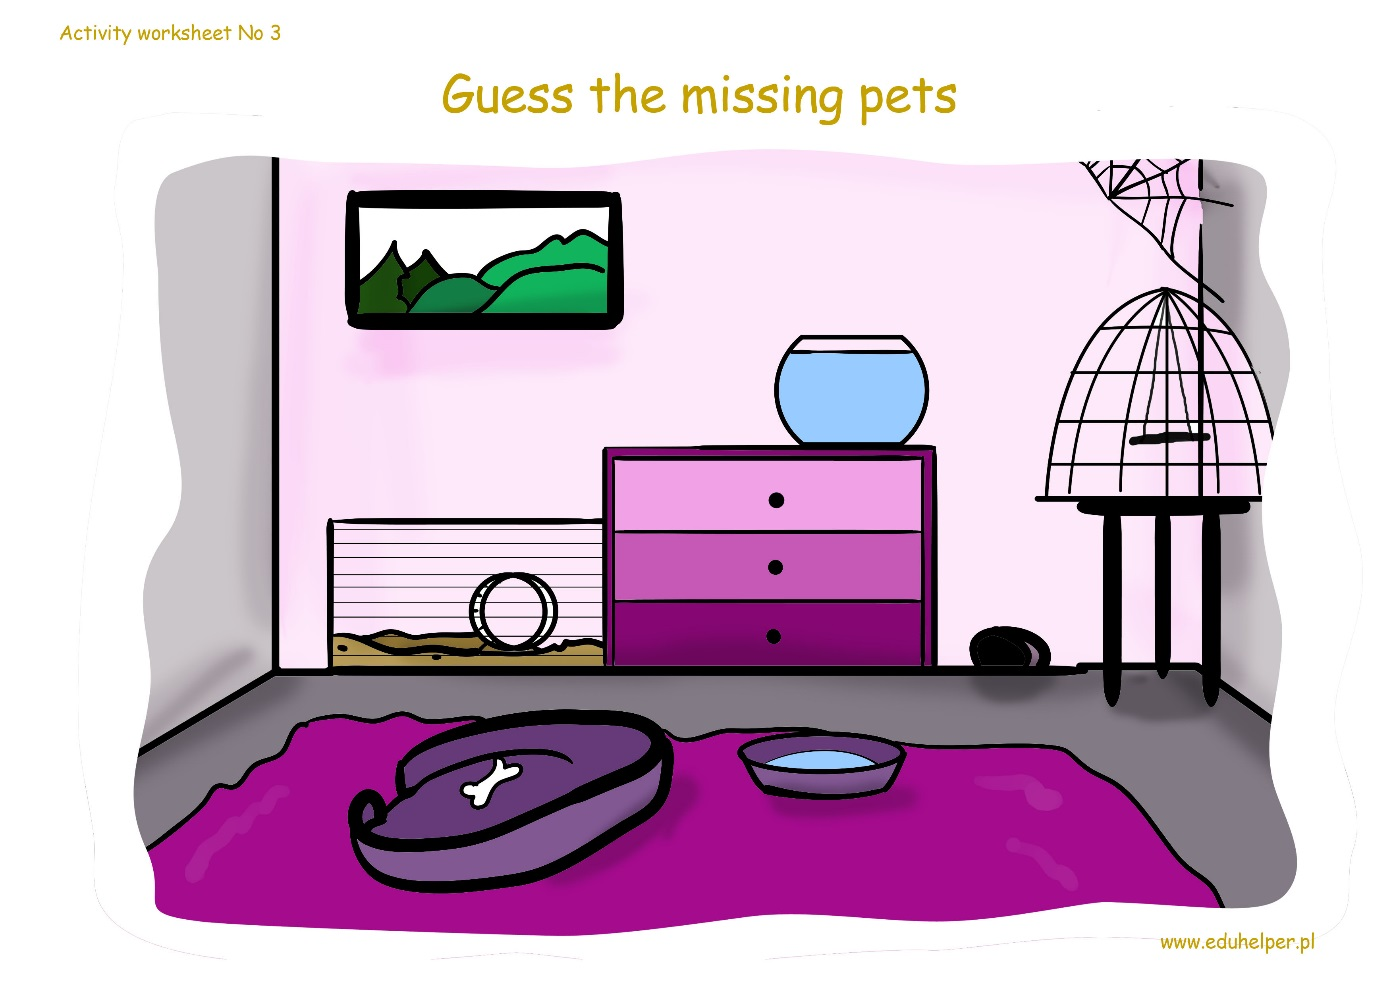 Activity worksheet No 3
Guess the missing pets
www.eduhelper.pl